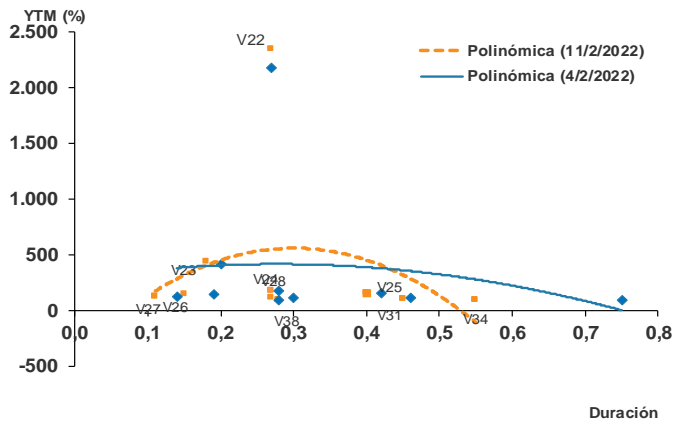 YTM (%)
2.500
V22
Polinómica (11/2/2022)
Polinómica (4/2/2022)
2.000
1.500
1.000
500
V23
V24
V28
V25
0
V27
V26
V38
V31
V34
0,0
0,1
0,2
0,3
0,4
0,5
0,6
0,7
0,8
-500
Duración